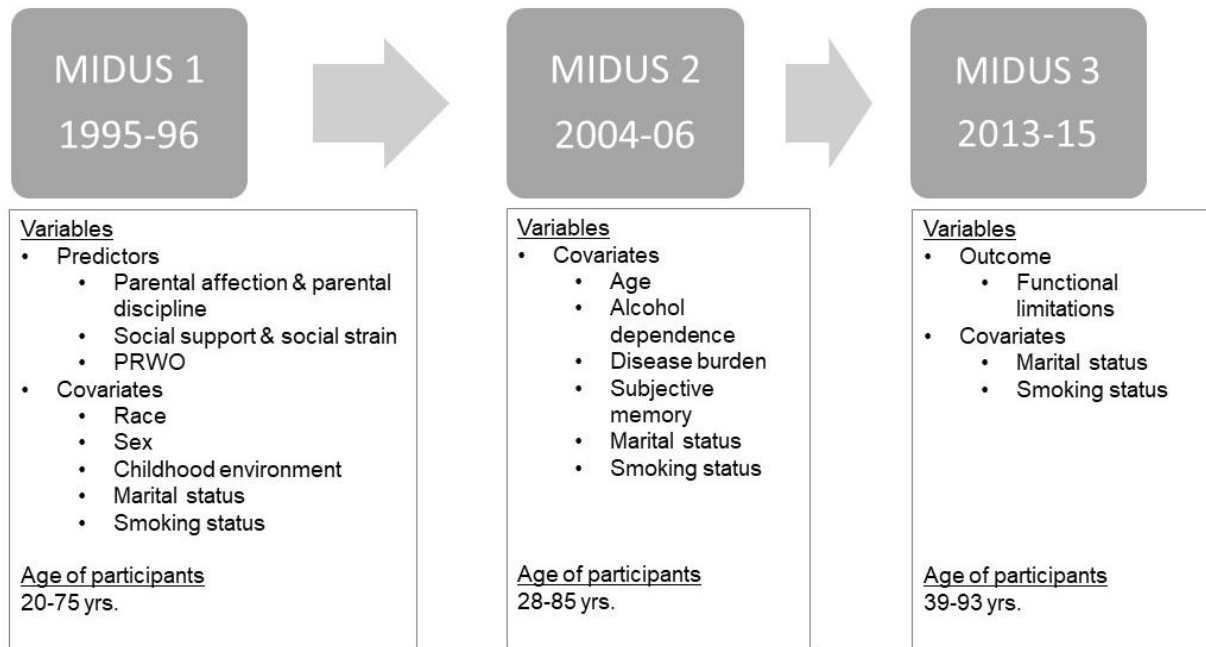 MIDUS 1
1995-96
MIDUS 2
2004-06
MIDUS 3
2013-15
Variables
• Predictors
• Parental affection & parental
discipline
• Social support & social strain
• PRWO
• Covariates
• Race
• Sex
• Childhood environment
• Marital status
• Smoking status
Age of participants
20-75 yrs.
Variables
• Covariates
• Age
• Alcohol
dependence
• Disease burden
• Subjective
memory
• Marital status
• Smoking status
Age of participants
28-85 yrs.
Variables
• Outcome
• Functional
limitations
• Covariates
• Marital status
• Smoking status
Age of participants
39-93 yrs.